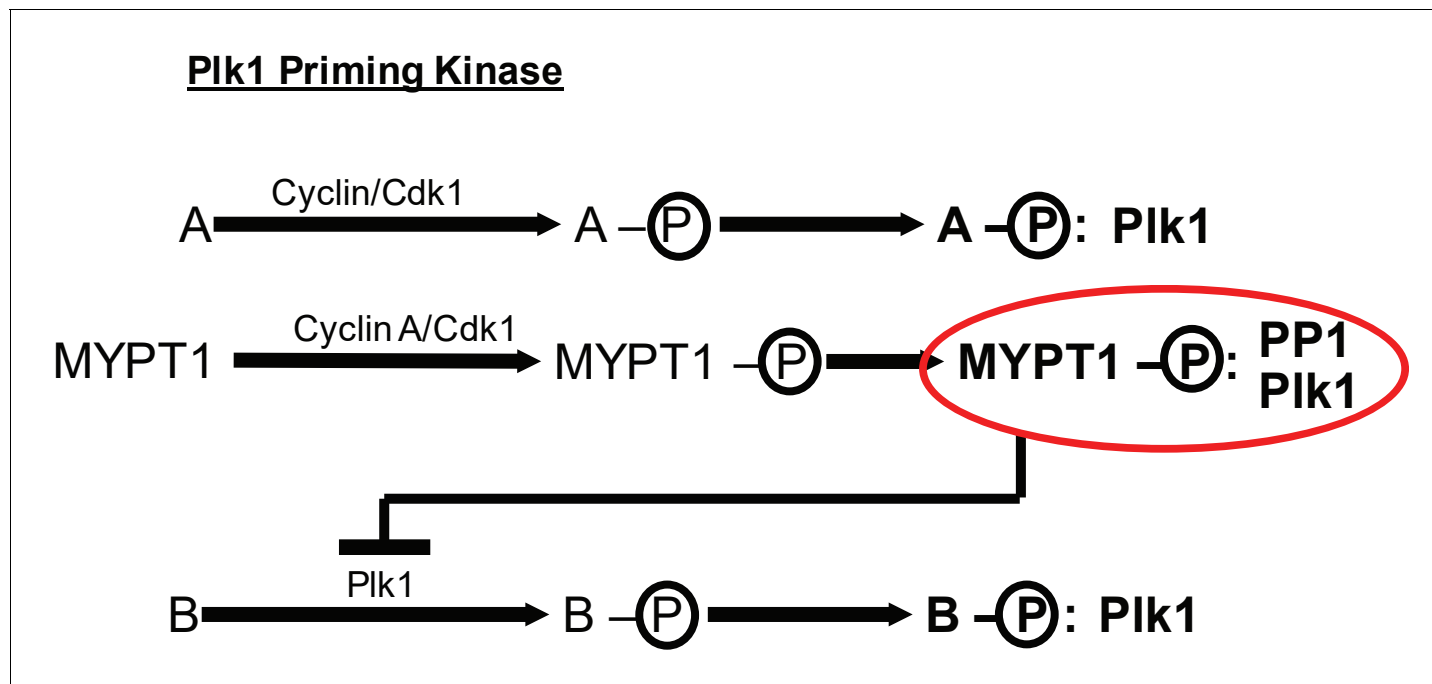 Plk1 Priming Kinase
Cyclin/Cdk1
A A –P A –P: Plk1
Cyclin A/Cdk1
MYPT1 MYPT1 –P MYPT1 –P: PP1
Plk1
Plk1
B B –P B –P: Plk1